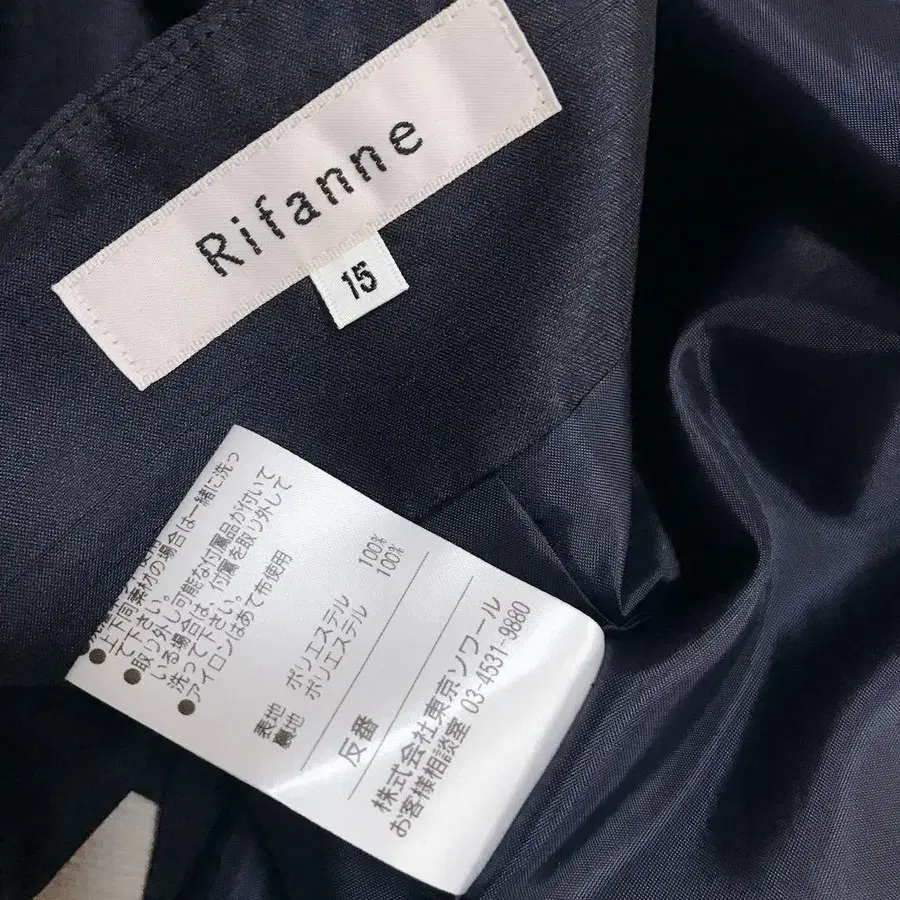 Rifanne
15
●上下同素材の場合は一緒に洗っ
て下さい。
●取り外し可能な付属品が付いて
いる場合は、付属を取り外して
洗って下さい。
●アイロンはあて布使用
表地 ポリエステル 100%
裏地 ポリエステル 100%
反番
株式会社東京ソワール
お客様相談室 03-4531-9880